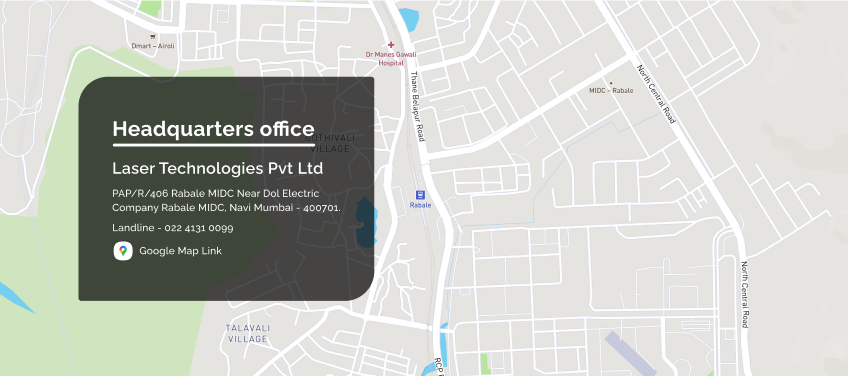 Dmart - Airoli
Dr Manes Gawali
Hospital
Thane Belapur Road
North Central Road
MIDC - Rabale
Headquarters office
GOTHIVALI
VILLAGE
Laser Technologies Pvt Ltd
PAP/R/406 Rabale MIDC Near Dol Electric
Company Rabale MIDC, Navi Mumbai - 400701.
Landline - 022 4131 0099
Google Map Link
Rabale
North Central Road
TALAVALI
VILLAGE
RCP